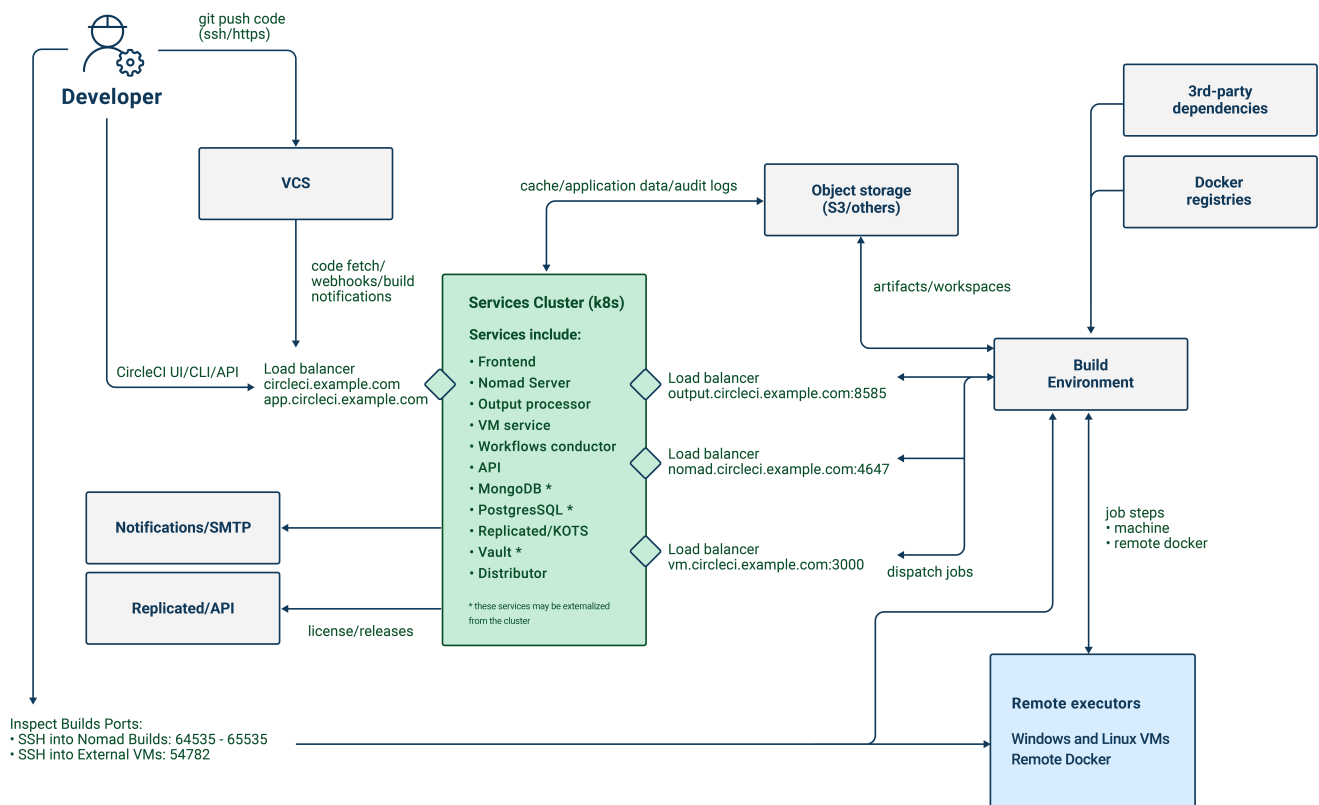 git push code
(ssh/https)
Developer
3rd-party
dependencies
VCS
Docker
registries
cache/application data/audit logs
Object storage
(S3/others)
code fetch/
webhooks/build
notifications
artifacts/workspaces
Services Cluster (k8s)
Services include:
• Frontend
• Nomad Server
• Output processor
• VM service
• Workflows conductor
• API
• MongoDB *
• PostgresSQL *
• Replicated/KOTS
• Vault *
• Distributor
* these services may be externalized
from the cluster
CircleCI UI/CLI/API
Load balancer
circleci.example.com
app.circleci.example.com
Load balancer
output.circleci.example.com:8585
Build
Environment
Load balancer
nomad.circleci.example.com:4647
Load balancer
vm.circleci.example.com:3000
dispatch jobs
job steps
• machine
• remote docker
Notifications/SMTP
Replicated/API
license/releases
Inspect Builds Ports:
• SSH into Nomad Builds: 64535 - 65535
• SSH into External VMs: 54782
Remote executors
Windows and Linux VMs
Remote Docker